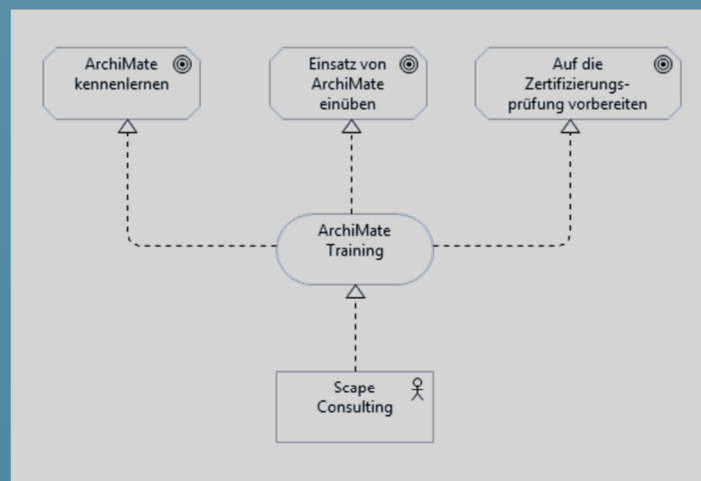 ArchiMate
kennenlernen
Einsatz von
ArchiMate
einüben
Auf die
Zertifizierungs-
prüfung vorbereiten
ArchiMate
Training
Scape
Consulting